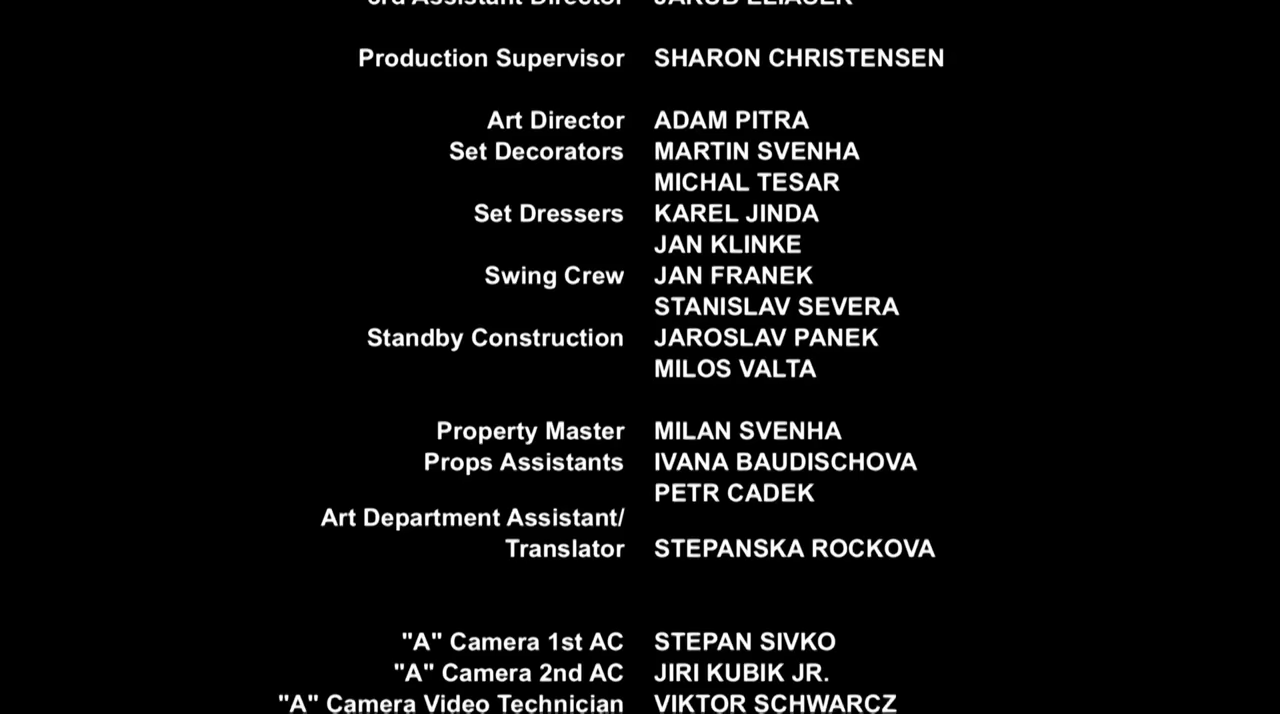 3rd Assistant Director JAKUB ELIASEK
Production Supervisor SHARON CHRISTENSEN
Art Director ADAM PITRA
Set Decorators MARTIN SVENHA
MICHAL TESAR
Set Dressers KAREL JINDA
JAN KLINKE
Swing Crew JAN FRANEK
STANISLAV SEVERA
Standby Construction JAROSLAV PANEK
MILOS VALTA
Property Master MILAN SVENHA
Props Assistants IVANA BAUDISCHOVA
PETR CADEK
Art Department Assistant/
Translator STEPANSKA ROCKOVA
"A" Camera 1st AC STEPAN SIVKO
"A" Camera 2nd AC JIRI KUBIK JR.
"A" Camera Video Technician VIKTOR SCHWARCZ